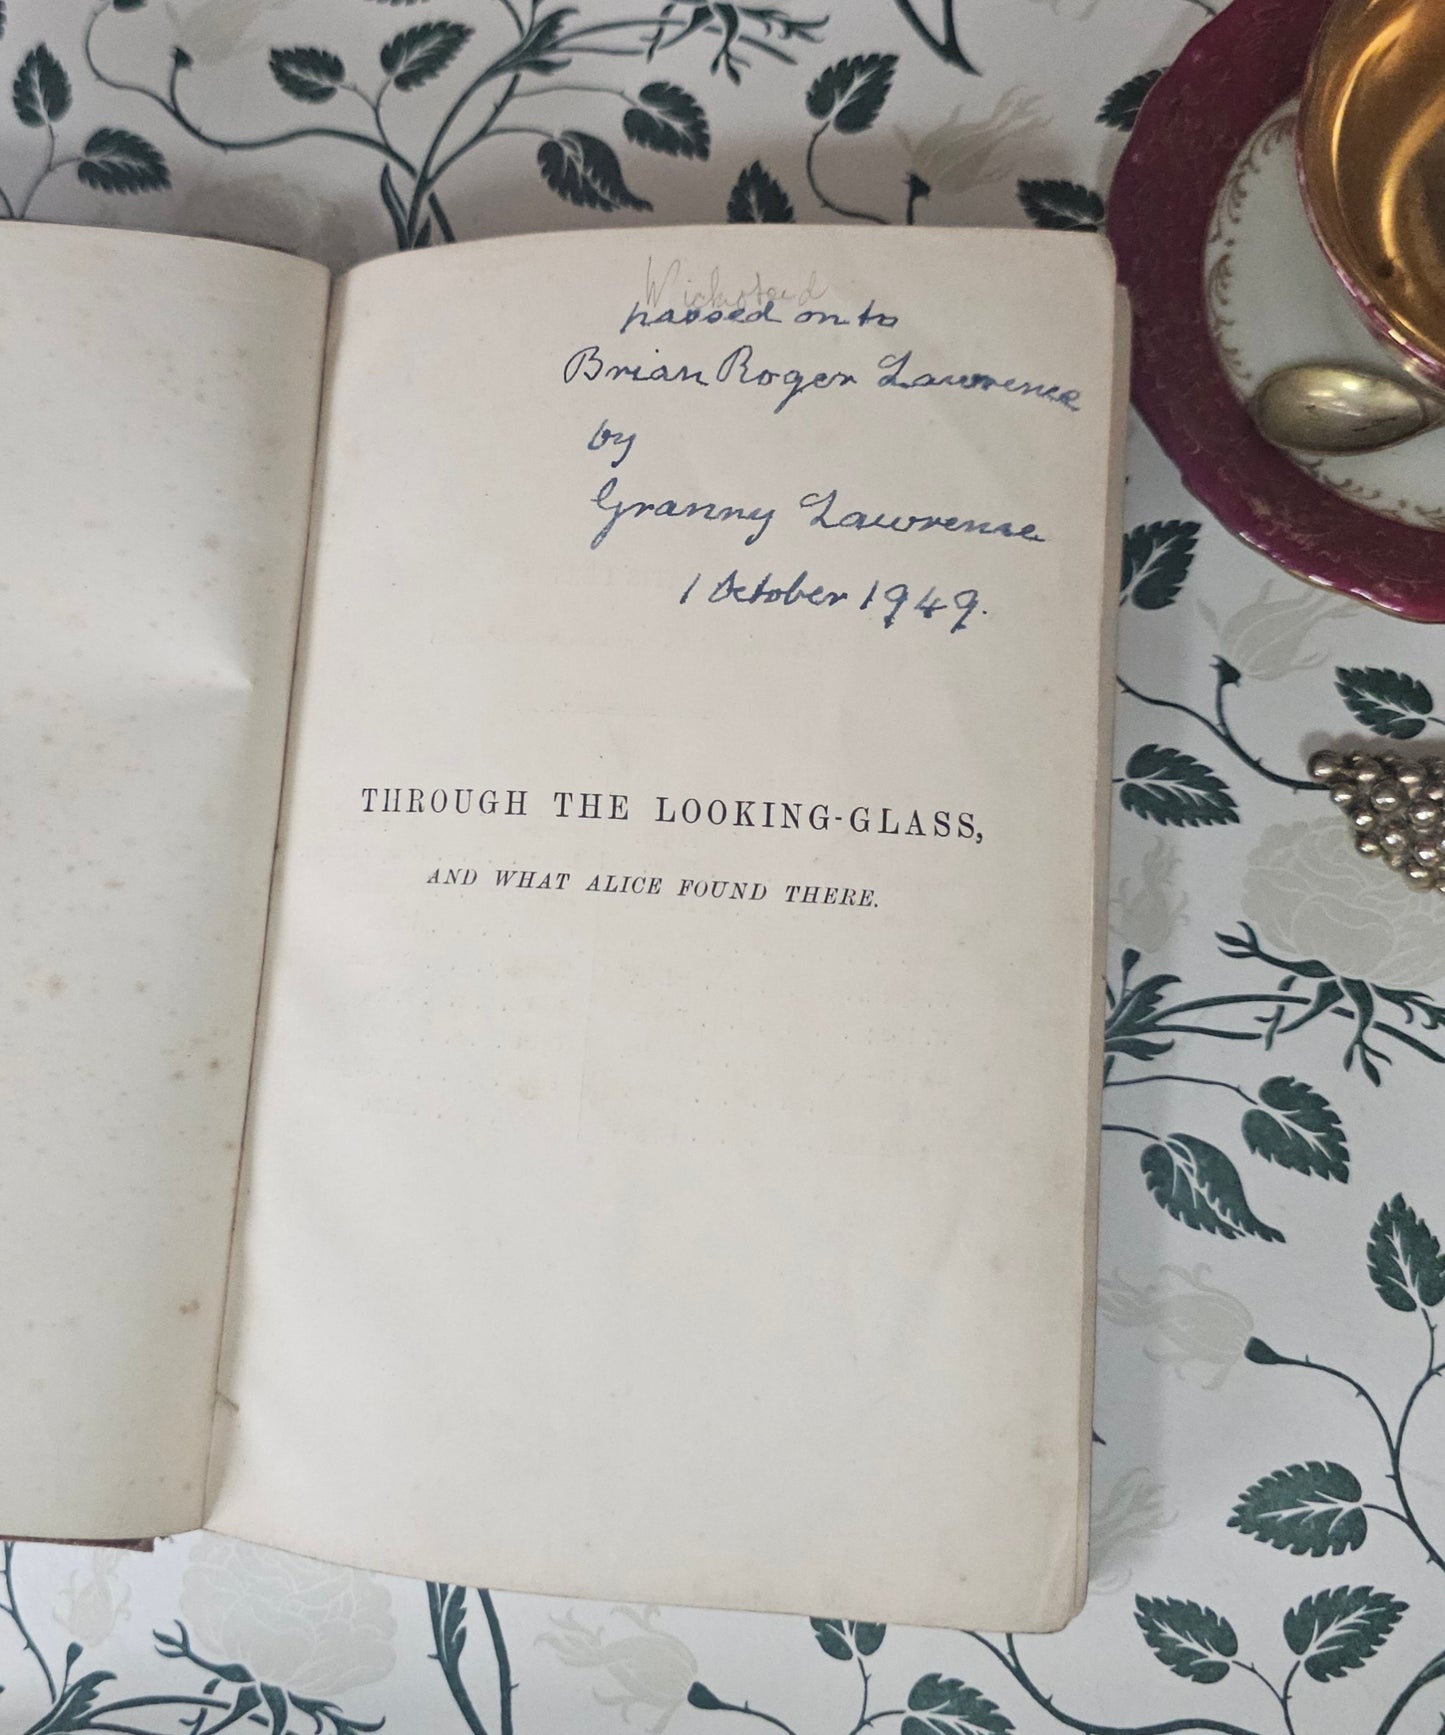 Wicksteed
passed on to
Brian Roger Lawrence
by
Granny Lawrence
1 October 1949.
THROUGH THE LOOKING-GLASS,
AND WHAT ALICE FOUND THERE.